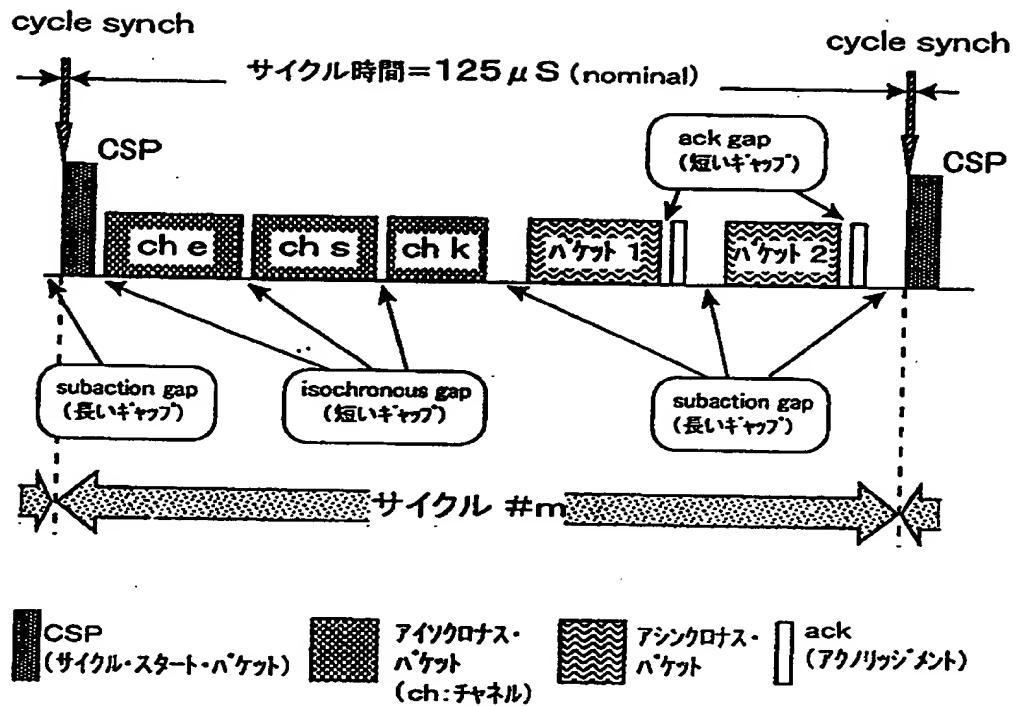 cycle synch
cycle synch
サイクル時間=125μS (nominal)
CSP
ack gap
(短いギャップ)
CSP
ch e
ch s
ch k
パケット 1
パケット 2
subaction gap
(長いギャップ)
isochronous gap
(短いギャップ)
subaction gap
(長いギャップ)
サイクル #m
CSP
(サイクル・スタート・パケット)
アイソクロナス・
パケット
(ch:チャネル)
アシンクロナス・
パケット
ack
(アクノリッジメント)